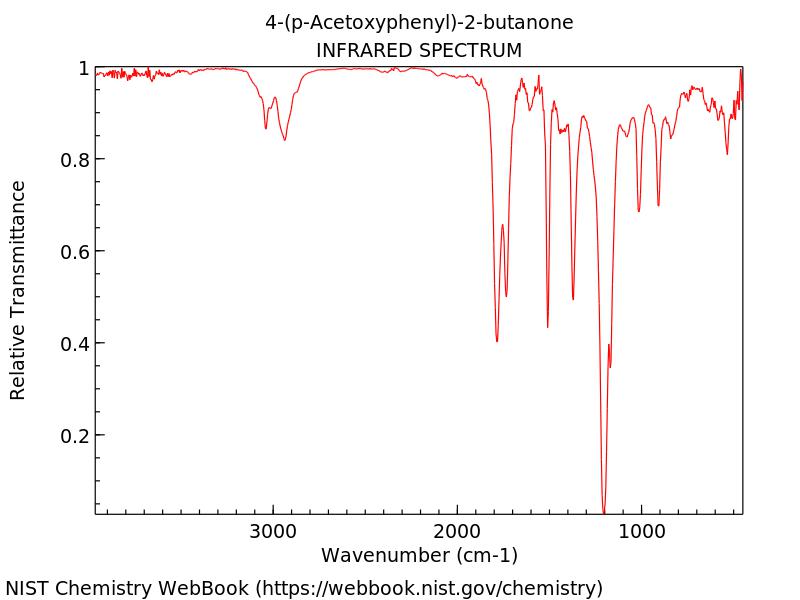 4-(p-Acetoxyphenyl)-2-butanone
INFRARED SPECTRUM
1
0.8
0.6
0.4
0.2
Relative Transmittance
3000 2000 1000
Wavenumber (cm-1)
NIST Chemistry WebBook (https://webbook.nist.gov/chemistry)